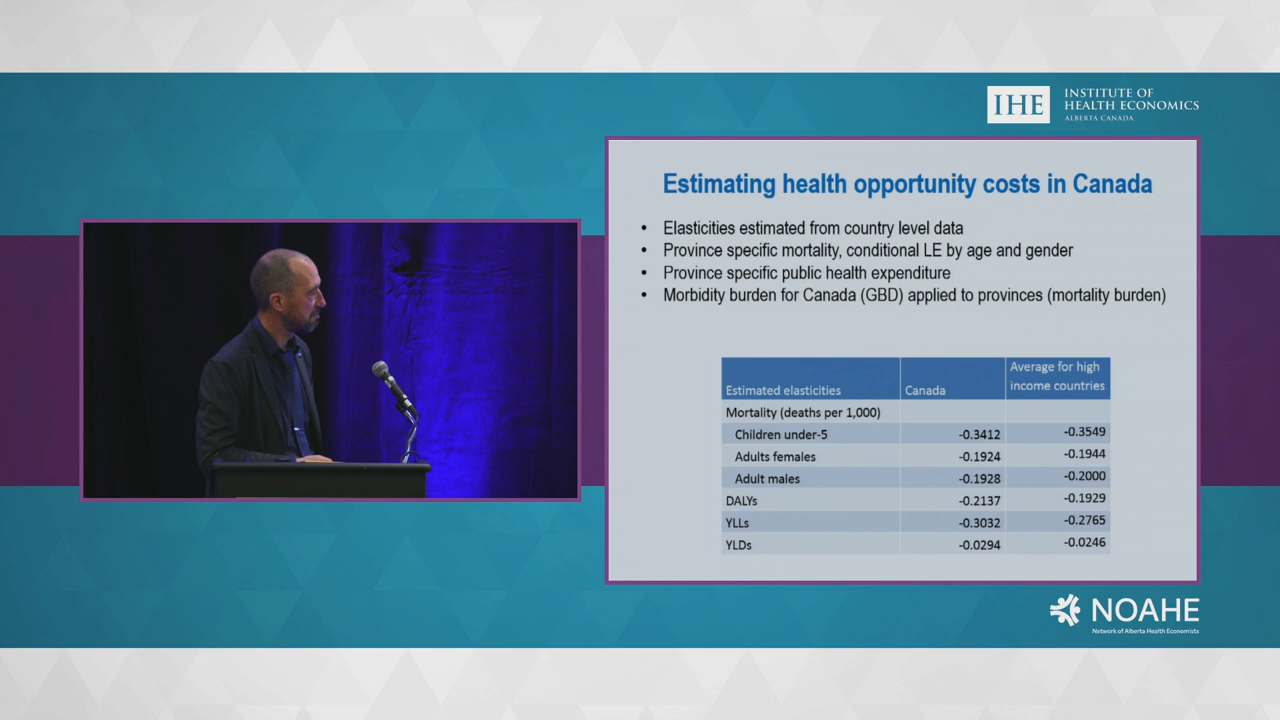 IHE
INSTITUTE OF
HEALTH ECONOMICS
ALBERTA CANADA
Estimating health opportunity costs in Canada
• Elasticities estimated from country level data
• Province specific mortality, conditional LE by age and gender
• Province specific public health expenditure
• Morbidity burden for Canada (GBD) applied to provinces (mortality burden)
Estimated elasticities Canada Average for high income countries
Mortality (deaths per 1,000)
Children under-5 -0.3412 -0.3549
Adults females -0.1924 -0.1944
Adult males -0.1928 -0.2000
DALYs -0.2137 -0.1929
YLLs -0.3032 -0.2765
YLDs -0.0294 -0.0246
NOAHE
Network of Alberta Health Economists